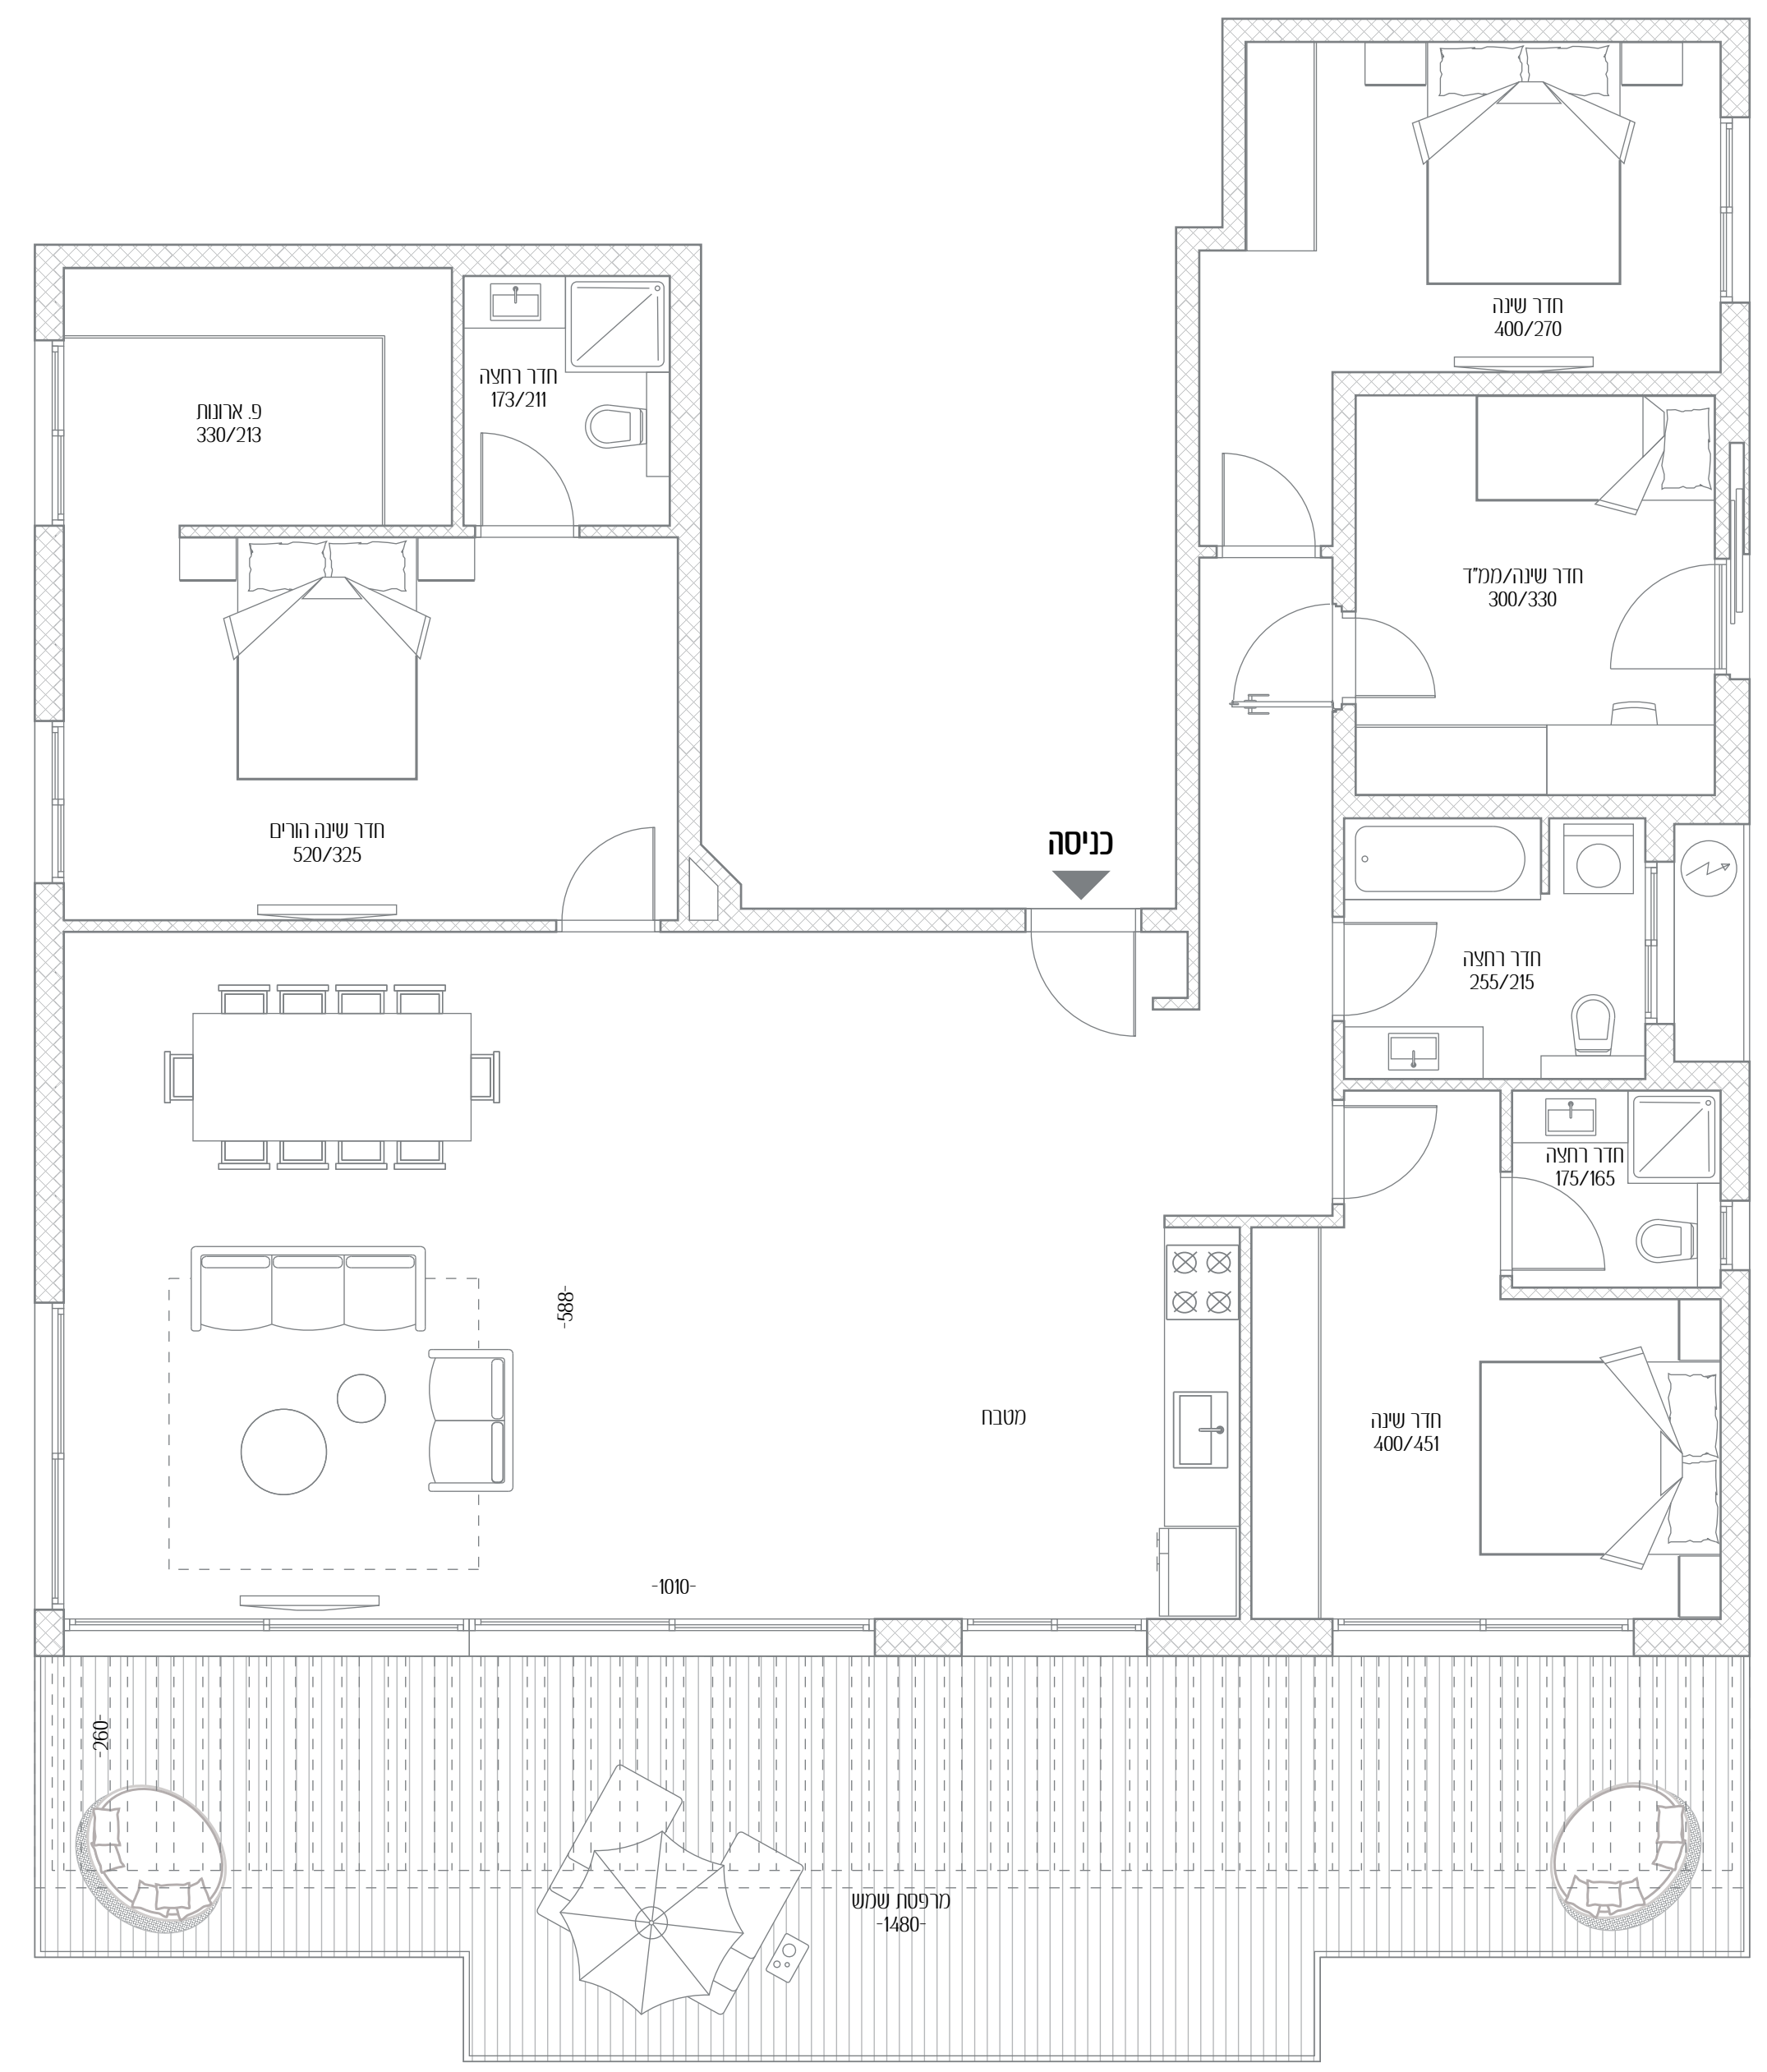 חדר שינה
400/270
חדר רחצה
173/211
פ. ארונות
330/213
חדר שינה/ממ"ד
300/330
כניסה
חדר שינה הורים
520/325
חדר רחצה
255/215
חדר רחצה
175/165
-588-
מטבח
חדר שינה
400/451
-1010-
-260-
מרפסת שמש
-1480-